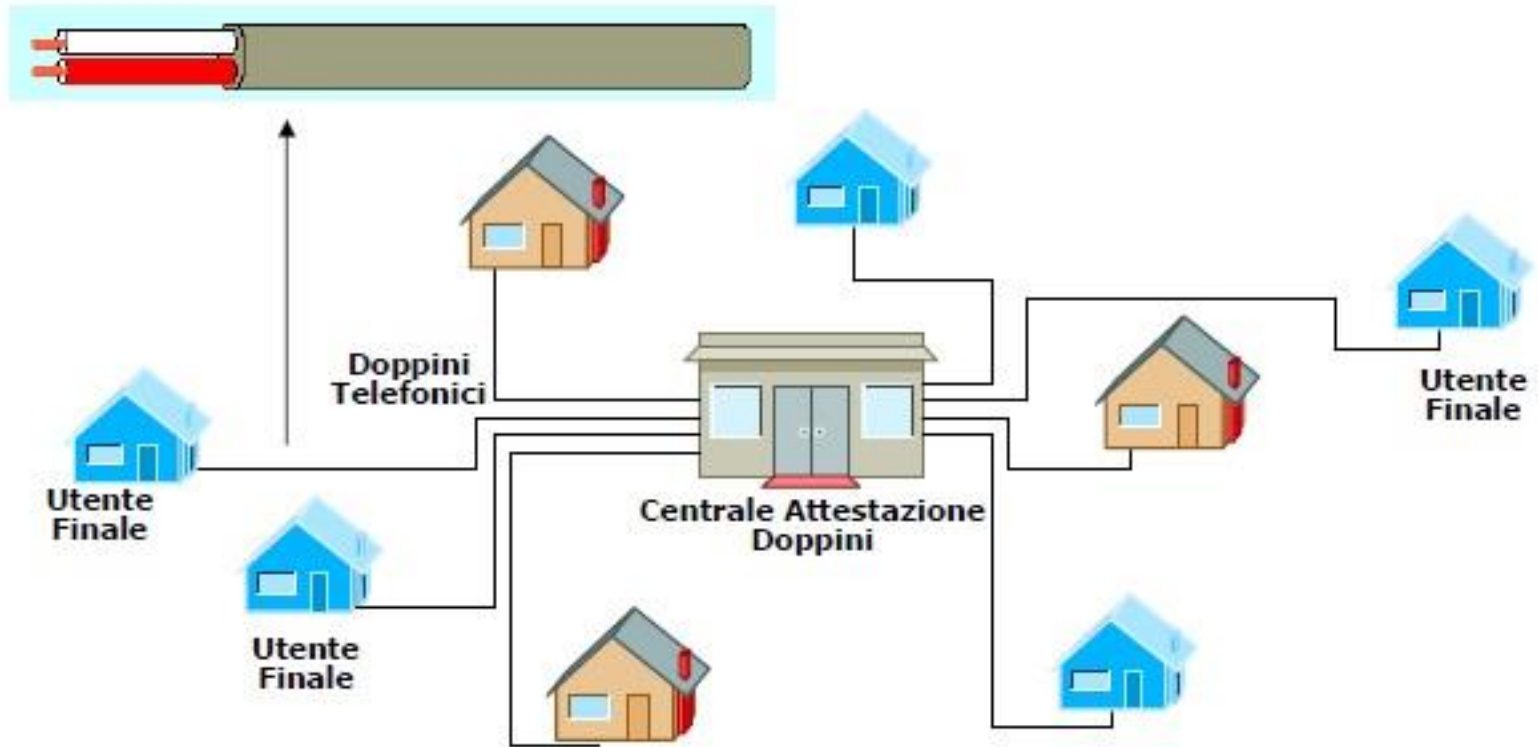 Doppini
Telefonici
Utente
Finale
Utente
Finale
Centrale Attestazione
Doppini
Utente
Finale